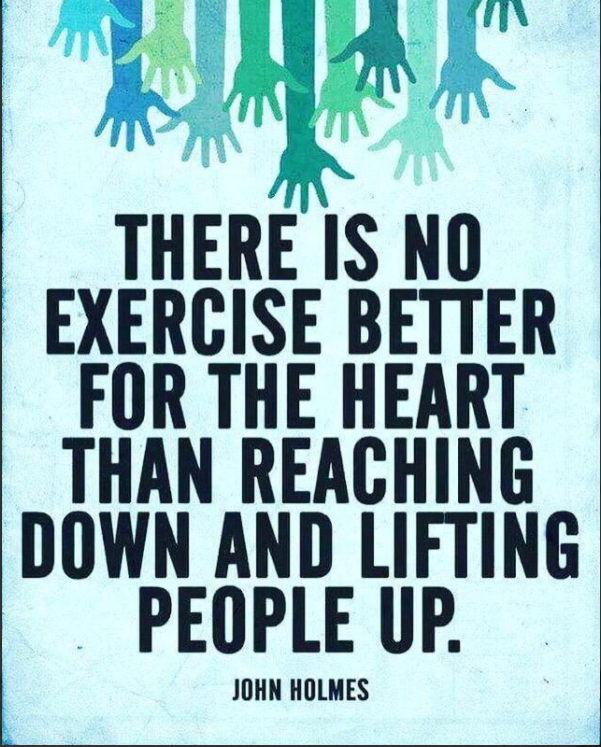 THERE IS NO
EXERCISE BETTER
FOR THE HEART
THAN REACHING
DOWN AND LIFTING
PEOPLE UP.
JOHN HOLMES